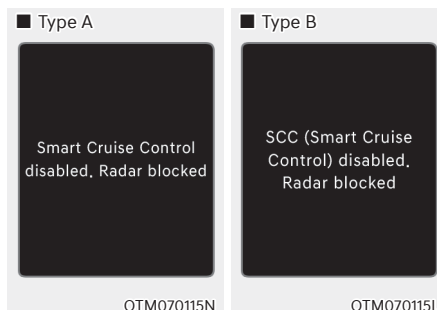 ■ Type A
Smart Cruise Control
disabled. Radar blocked
OTM070115N
■ Type B
SCC (Smart Cruise
Control) disabled.
Radar blocked
OTM070115L